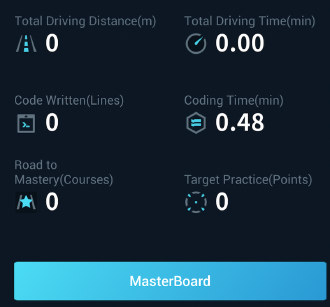 Total Driving Distance(m)
Total Driving Time(min)
0
0.00
Code Written(Lines)
Coding Time(min)
0
0.48
Road to
Mastery(Courses)
Target Practice(Points)
0
0
MasterBoard